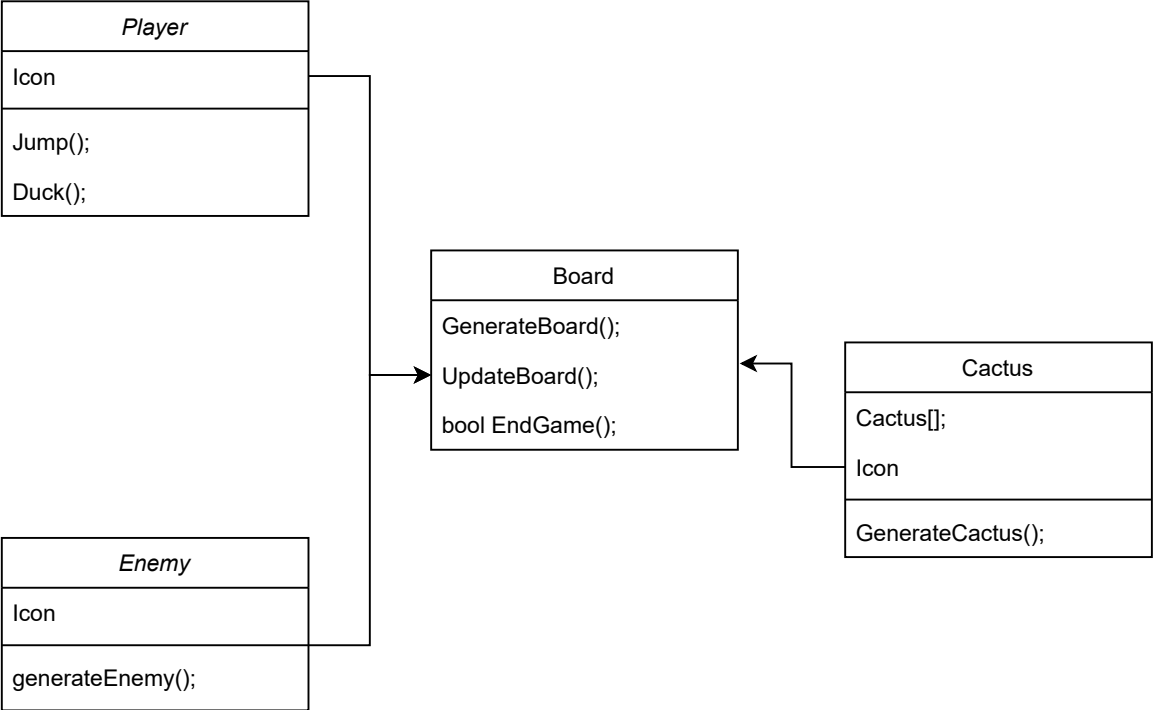 Player
Icon
Jump();
Duck();
Board
GenerateBoard();
UpdateBoard();
bool EndGame();
Cactus
Cactus[];
Icon
GenerateCactus();
Enemy
Icon
generateEnemy();